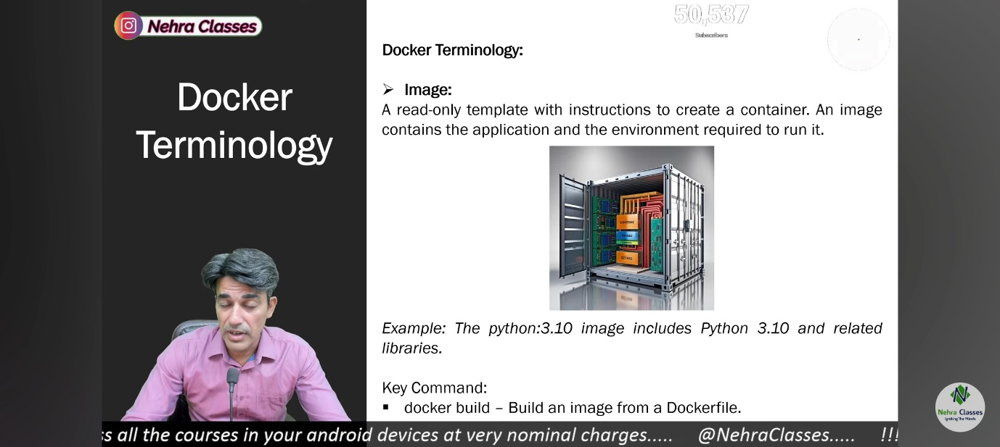 Nehra Classes
50,537
Subscribers
Docker
Terminology
Docker Terminology:
➢ Image:
A read-only template with instructions to create a container. An image
contains the application and the environment required to run it.
Example: The python:3.10 image includes Python 3.10 and related
libraries.
Key Command:
▪ docker build – Build an image from a Dockerfile.
N
Nehra Classes
Igniting The Minds
ss all the courses in your android devices at very nominal charges..... @NehraClasses..... !!!